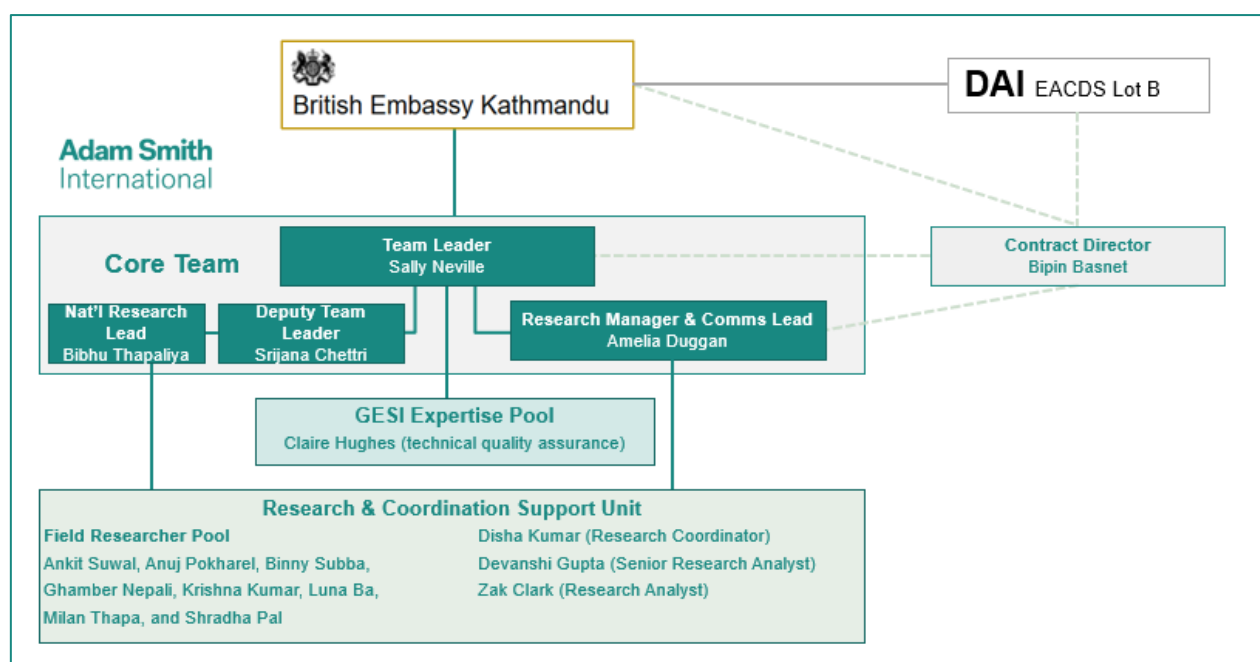 British Embassy Kathmandu
DAI EACDS Lot B
Adam Smith
International
Core Team
Team Leader
Sally Neville
Contract Director
Bipin Basnet
Nat'l Research
Lead
Bibhu Thapaliya
Deputy Team
Leader
Srijana Chettri
Research Manager & Comms Lead
Amelia Duggan
GESI Expertise Pool
Claire Hughes (technical quality assurance)
Research & Coordination Support Unit
Field Researcher Pool
Ankit Suwal, Anuj Pokharel, Binny Subba,
Ghamber Nepali, Krishna Kumar, Luna Ba,
Milan Thapa, and Shradha Pal
Disha Kumar (Research Coordinator)
Devanshi Gupta (Senior Research Analyst)
Zak Clark (Research Analyst)